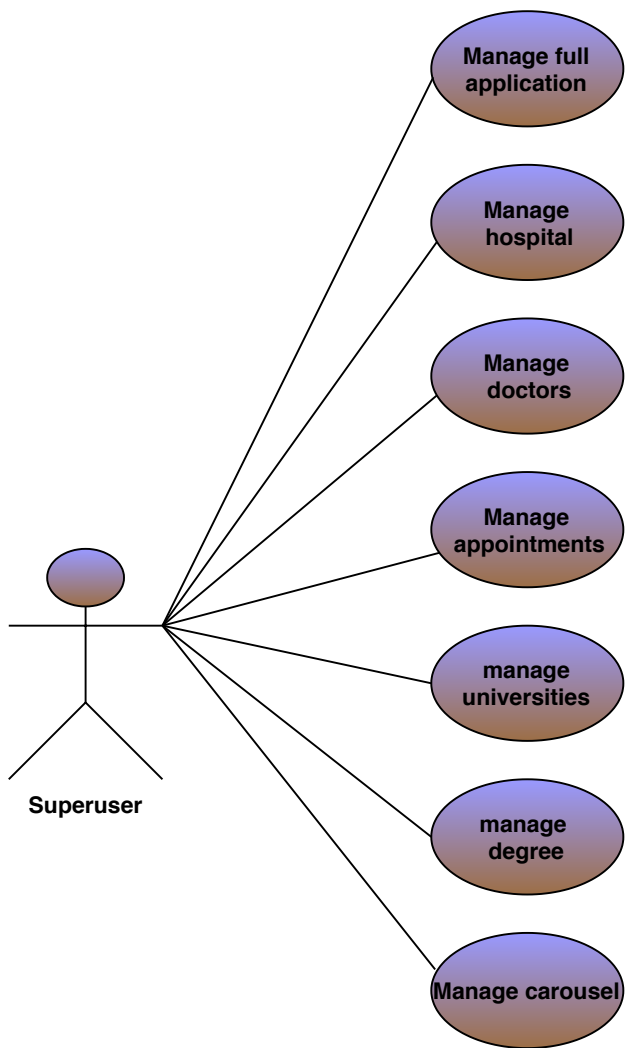 Manage full
application
Manage
hospital
Manage
doctors
Manage
appointments
manage
universities
Superuser
manage
degree
Manage carousel